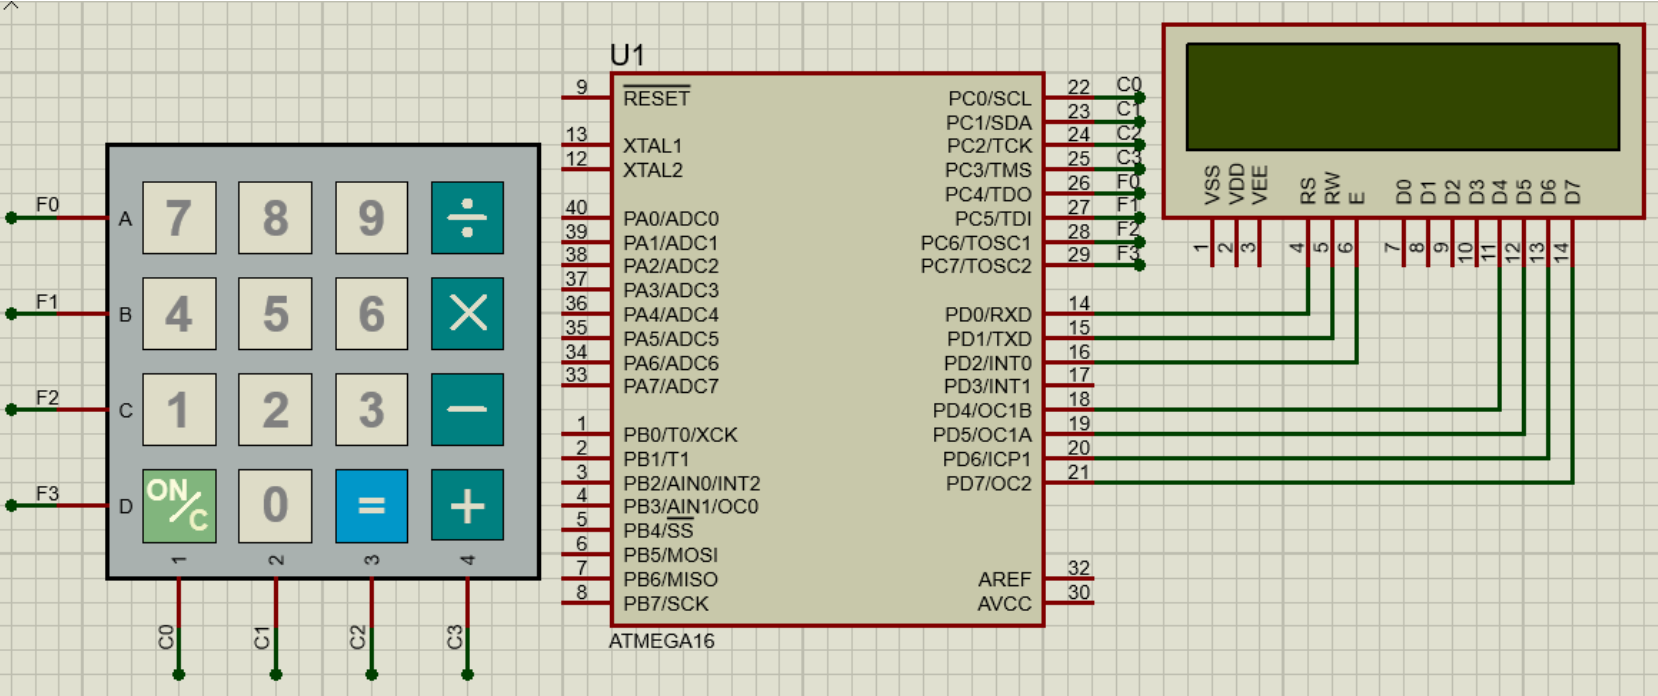 F0
F1
F2
F3
A
B
C
D
7
8
9
÷
4
5
6
×
1
2
3
−
ON/C
0
=
+
1
2
3
4
C0
C1
C2
C3
U1
9 RESET
13 XTAL1
12 XTAL2
40 PA0/ADC0
39 PA1/ADC1
38 PA2/ADC2
37 PA3/ADC3
36 PA4/ADC4
35 PA5/ADC5
34 PA6/ADC6
33 PA7/ADC7
1 PB0/T0/XCK
2 PB1/T1
3 PB2/AIN0/INT2
4 PB3/AIN1/OC0
5 PB4/SS
6 PB5/MOSI
7 PB6/MISO
8 PB7/SCK
PC0/SCL 22 C0
PC1/SDA 23 C1
PC2/TCK 24 C2
PC3/TMS 25 C3
PC4/TDO 26 F0
PC5/TDI 27 F1
PC6/TOSC1 28 F2
PC7/TOSC2 29 F3
PD0/RXD 14
PD1/TXD 15
PD2/INT0 16
PD3/INT1 17
PD4/OC1B 18
PD5/OC1A 19
PD6/ICP1 20
PD7/OC2 21
AREF 32
AVCC 30
ATMEGA16
VSS VDD VEE RS RW E D0 D1 D2 D3 D4 D5 D6 D7
1 2 3 4 5 6 7 8 9 10 11 12 13 14